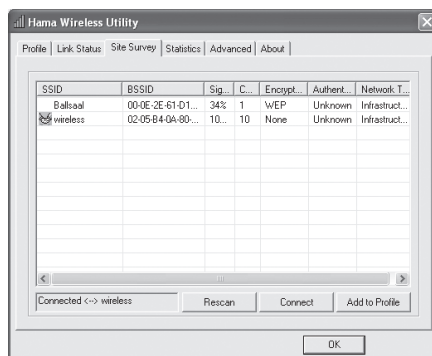 Hama Wireless Utility
Profile Link Status Site Survey Statistics Advanced About
SSID BSSID Sig... C... Encrypt... Authent... Network T...
Ballsaal 00-0E-2E-61-D1... 34% 1 WEP Unknown Infrastruct...
wireless 02-05-B4-0A-80-... 10... 10 None Unknown Infrastruct...
Connected <--> wireless Rescan Connect Add to Profile
OK